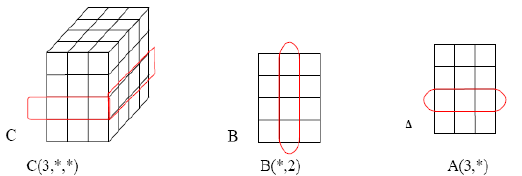 C
B
A
C(3,*,*)
B(*,2)
A(3,*)